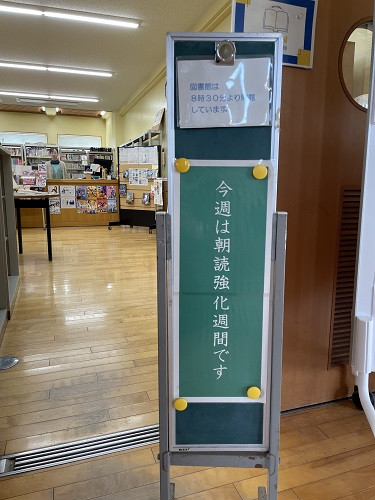 図書館は
8時30分より開館
しています。
今週は朝読強化週間です